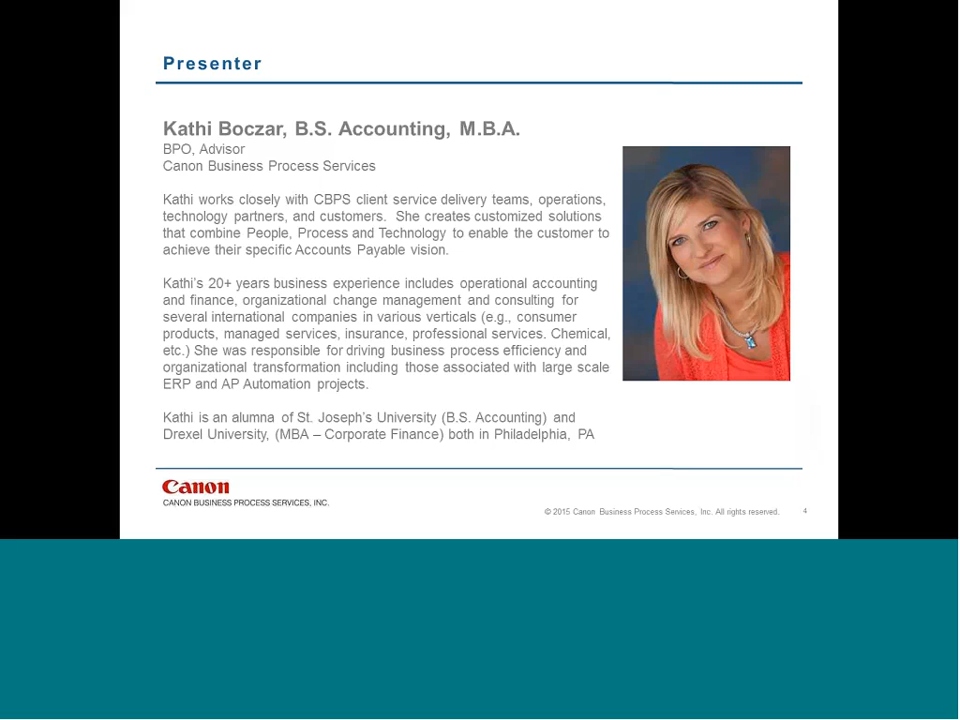 Presenter
Kathi Boczar, B.S. Accounting, M.B.A.
BPO, Advisor
Canon Business Process Services
Kathi works closely with CBPS client service delivery teams, operations,
technology partners, and customers. She creates customized solutions
that combine People, Process and Technology to enable the customer to
achieve their specific Accounts Payable vision.
Kathi's 20+ years business experience includes operational accounting
and finance, organizational change management and consulting for
several international companies in various verticals (e.g., consumer
products, managed services, insurance, professional services. Chemical,
etc.) She was responsible for driving business process efficiency and
organizational transformation including those associated with large scale
ERP and AP Automation projects.
Kathi is an alumna of St. Joseph's University (B.S. Accounting) and
Drexel University, (MBA – Corporate Finance) both in Philadelphia, PA
Canon
CANON BUSINESS PROCESS SERVICES, INC.
© 2015 Canon Business Process Services, Inc. All rights reserved. 4